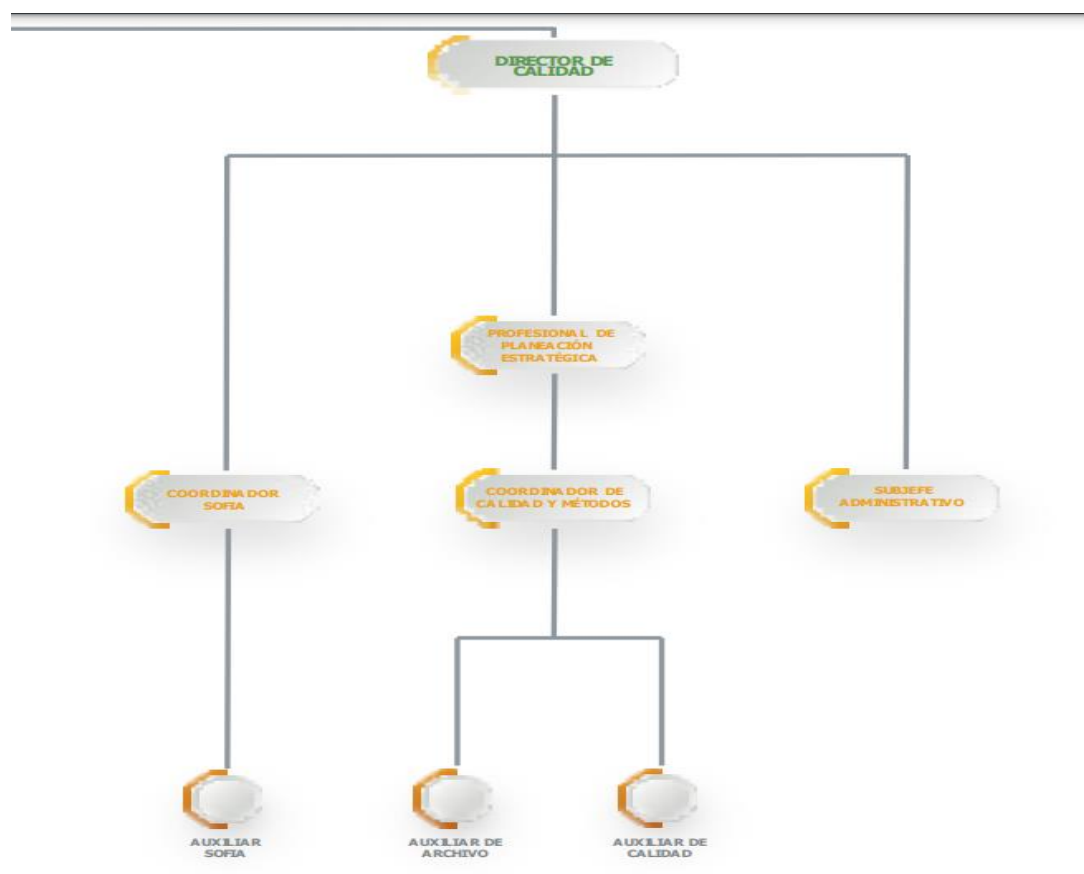 DIRECTOR DE
CALIDAD
PROFESIONAL DE
PLANEACIÓN
ESTRATÉGICA
COORDINADOR
SOFIA
COORDINADOR DE
CALIDAD Y MÉTODOS
SUBJEFE
ADMINISTRATIVO
AUXILIAR
SOFIA
AUXILIAR DE
ARCHIVO
AUXILIAR DE
CALIDAD